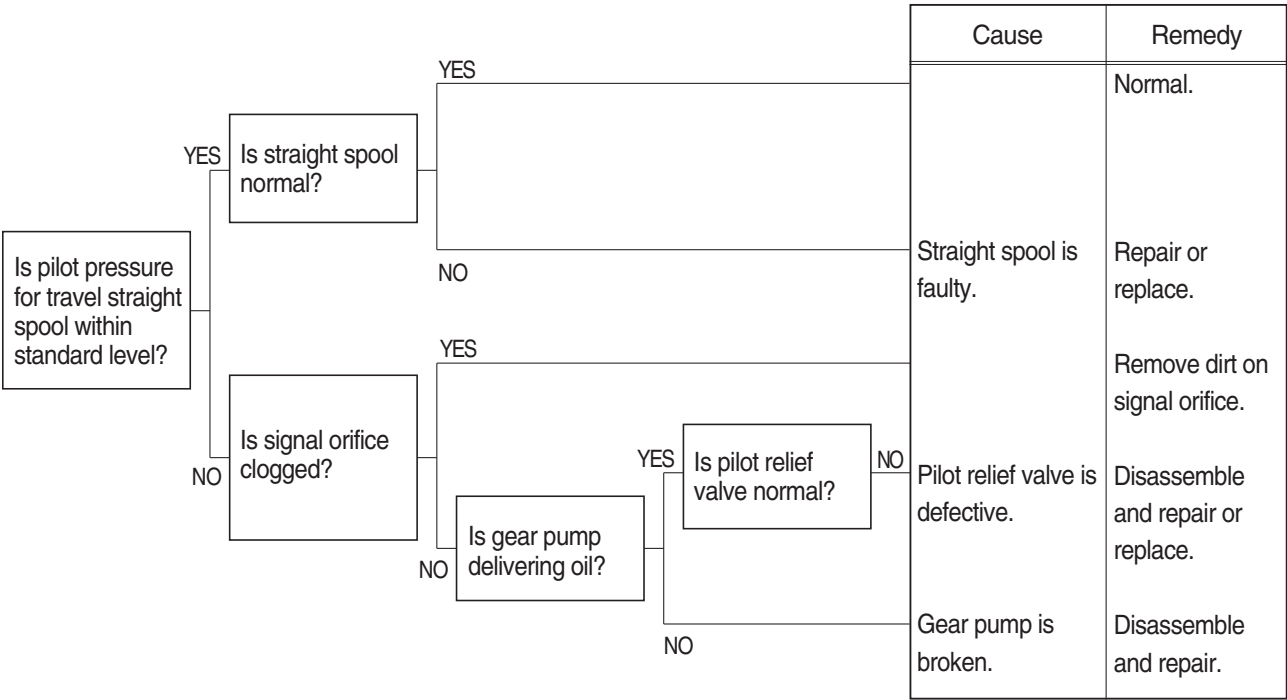 Cause
Remedy
YES
Normal.
YES
Is straight spool
normal?
NO
Straight spool is
faulty.
Repair or
replace.
Is pilot pressure
for travel straight
spool within
standard level?
YES
Remove dirt on
signal orifice.
NO
Is signal orifice
clogged?
YES
Is pilot relief
valve normal?
NO
Pilot relief valve is
defective.
Disassemble
and repair or
replace.
NO
Is gear pump
delivering oil?
NO
Gear pump is
broken.
Disassemble
and repair.